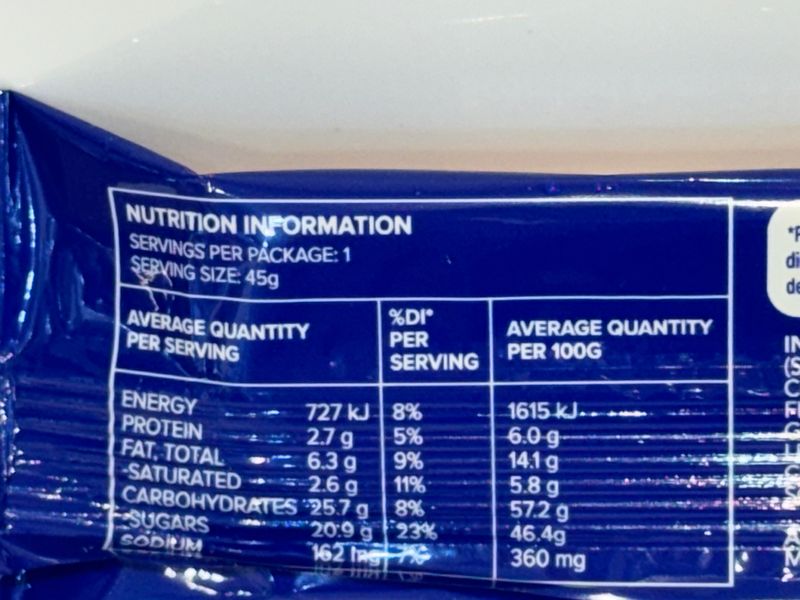 NUTRITION INFORMATION
SERVINGS PER PACKAGE: 1
SERVING SIZE: 45g
AVERAGE QUANTITY PER SERVING
%DI* PER SERVING
AVERAGE QUANTITY PER 100G
ENERGY 727 kJ 8% 1615 kJ
PROTEIN 2.7 g 5% 6.0 g
FAT, TOTAL 6.3 g 9% 14.1 g
-SATURATED 2.6 g 11% 5.8 g
CARBOHYDRATES 25.7 g 8% 57.2 g
-SUGARS 20.9 g 23% 46.4g
SODIUM 162 mg 7% 360 mg